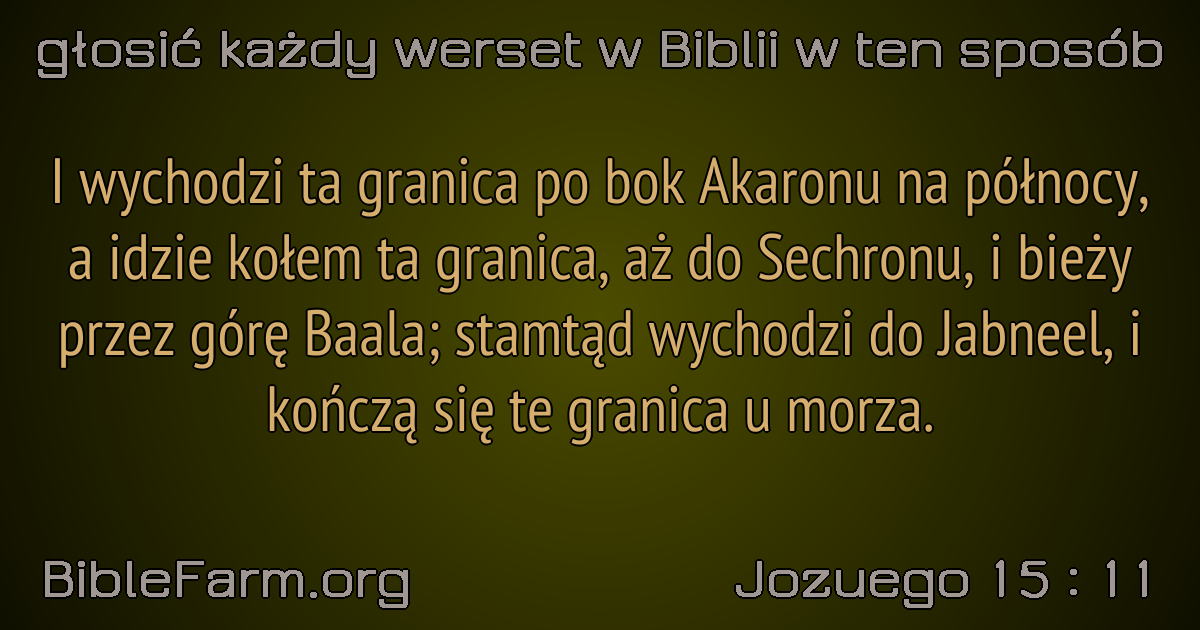 głosić każdy werset w Biblii w ten sposób
I wychodzi ta granica po bok Akaronu na północy,
a idzie kołem ta granica, aż do Sechronu, i bieży
przez górę Baala; stamtąd wychodzi do Jabneel, i
kończą się te granica u morza.
BibleFarm.org
Jozuego 15 : 11